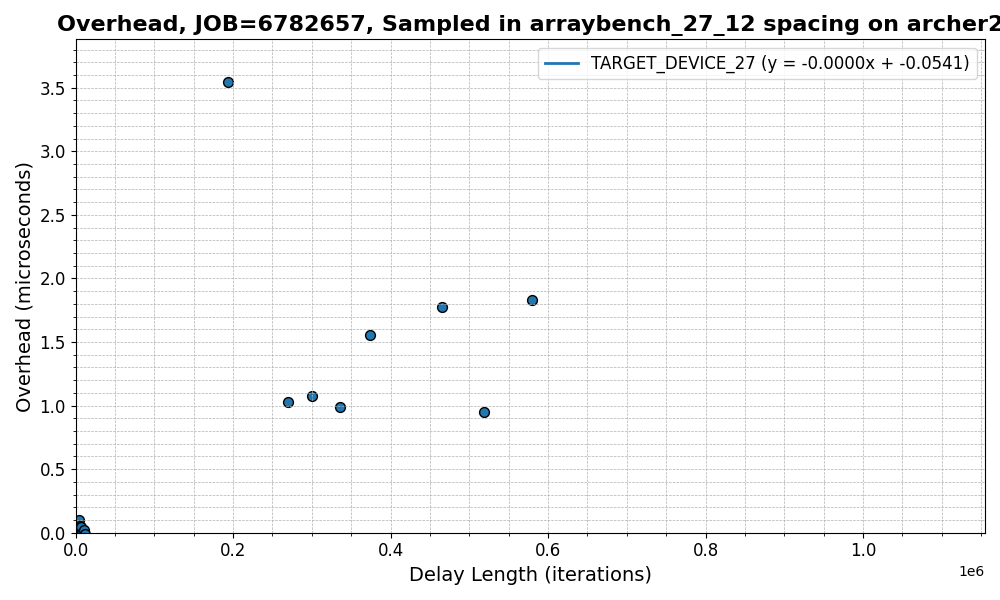 Overhead, JOB=6782657, Sampled in arraybench_27_12 spacing on archer2
TARGET_DEVICE_27 (y = -0.0000x + -0.0541)
Overhead (microseconds)
3.5
3.0
2.5
2.0
1.5
1.0
0.5
0.0
0.0 0.2 0.4 0.6 0.8 1.0
1e6
Delay Length (iterations)